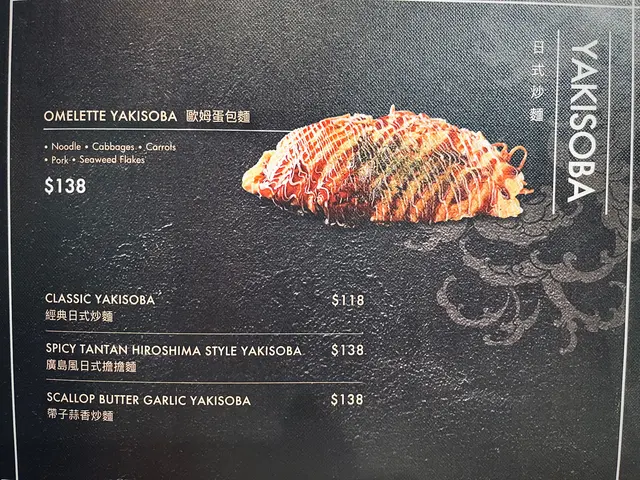 YAKISOBA
日式炒麵
OMELETTE YAKISOBA 歐姆蛋包麵
• Noodle • Cabbages • Carrots
• Pork • Seaweed Flakes
$138
CLASSIC YAKISOBA $118
經典日式炒麵
SPICY TANTAN HIROSHIMA STYLE YAKISOBA $138
廣島風日式擔擔麵
SCALLOP BUTTER GARLIC YAKISOBA $138
帶子蒜香炒麵